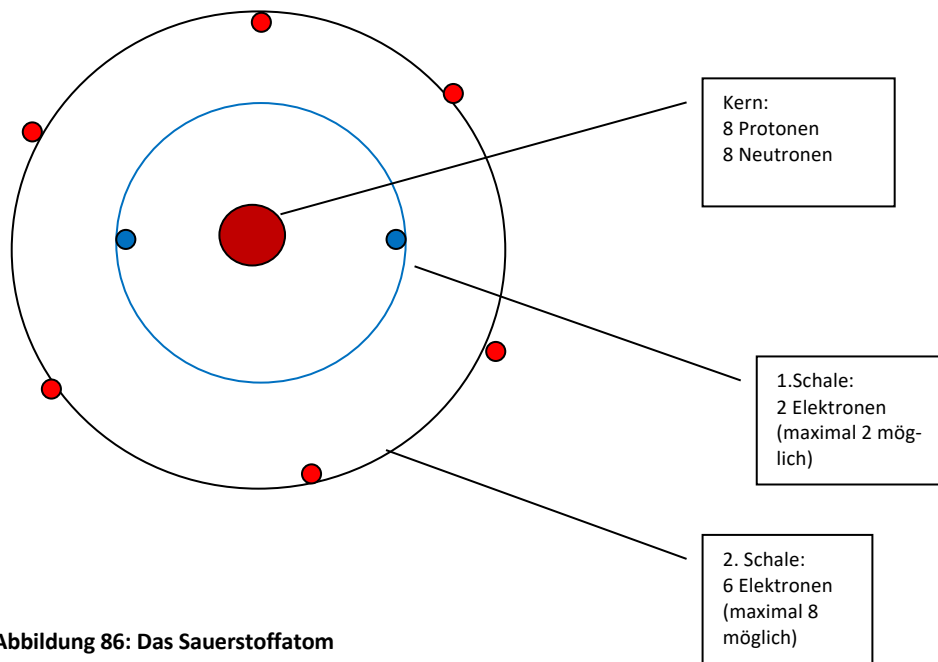 Kern:
8 Protonen
8 Neutronen
1.Schale:
2 Elektronen
(maximal 2 mög-
lich)
2. Schale:
6 Elektronen
(maximal 8
möglich)
Abbildung 86: Das Sauerstoffatom